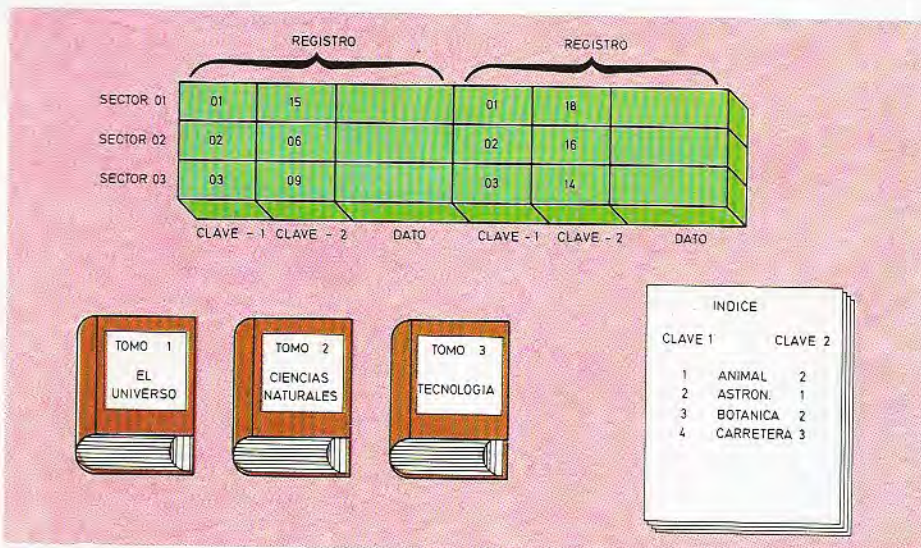 REGISTRO REGISTRO
SECTOR 01 01 15 01 18
SECTOR 02 02 06 02 16
SECTOR 03 03 09 03 14
CLAVE - 1 CLAVE - 2 DATO CLAVE - 1 CLAVE - 2 DATO
TOMO 1
EL
UNIVERSO
TOMO 2
CIENCIAS
NATURALES
TOMO 3
TECNOLOGIA
INDICE
CLAVE 1 CLAVE 2
1 ANIMAL 2
2 ASTRON. 1
3 BOTANICA 2
4 CARRETERA 3